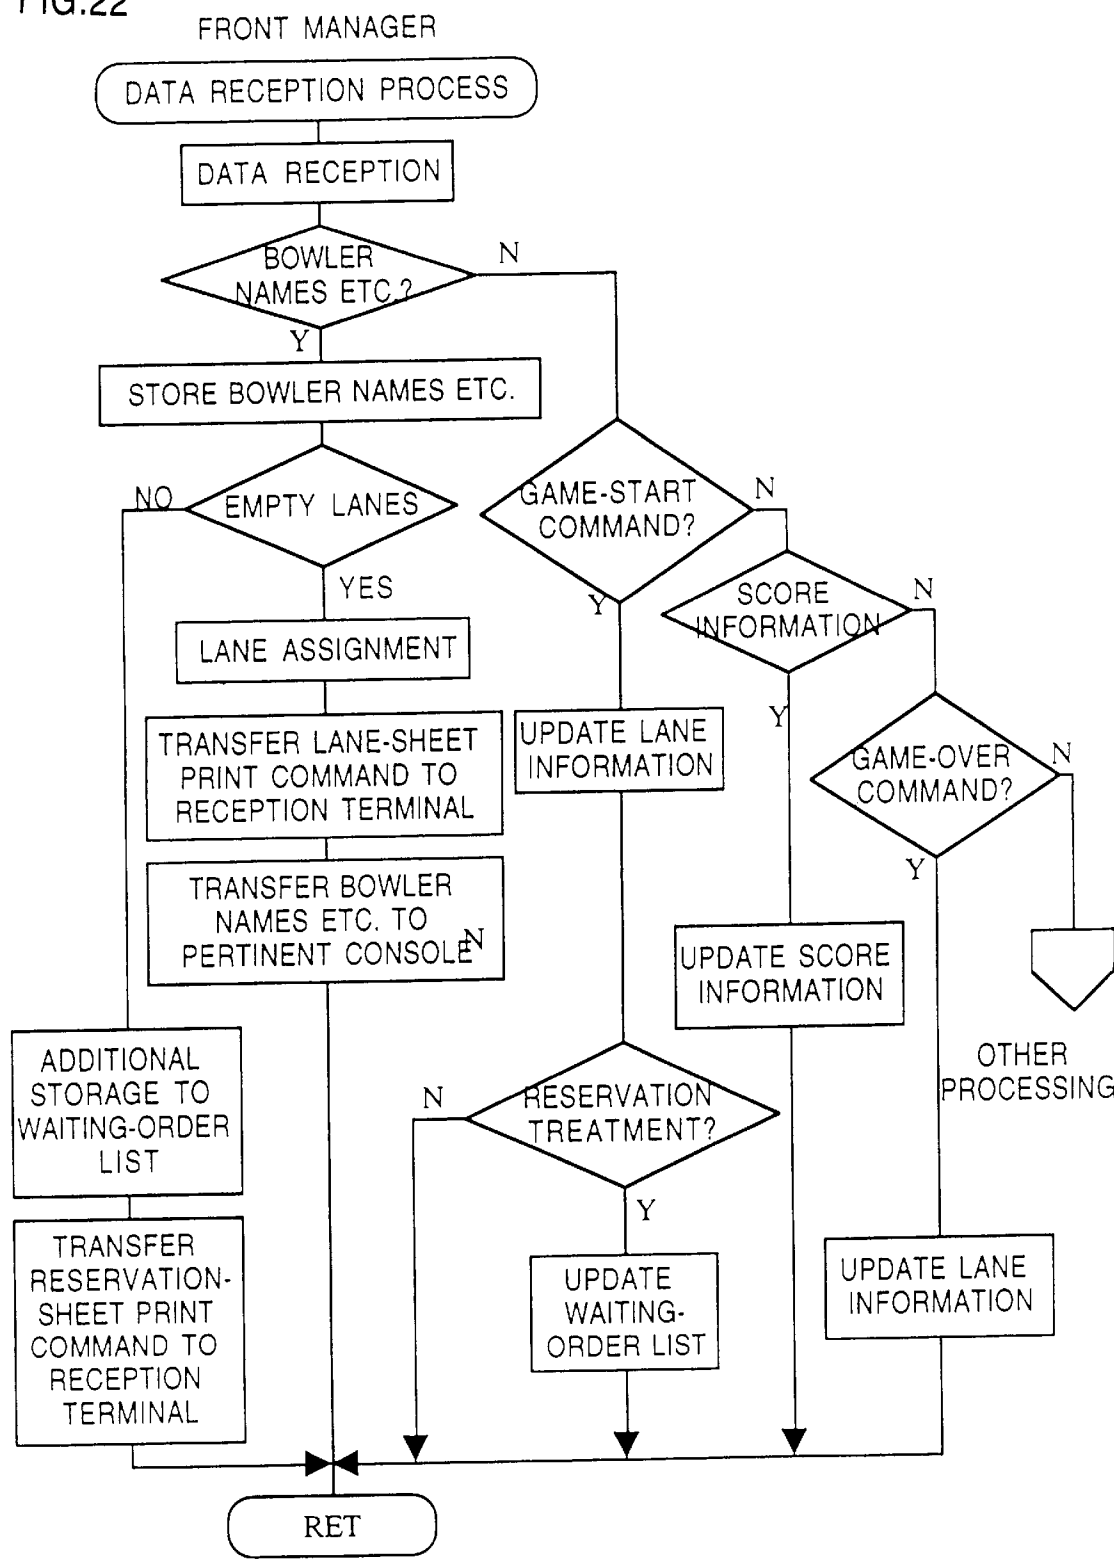 FIG.22
FRONT MANAGER
DATA RECEPTION PROCESS
DATA RECEPTION
BOWLER
NAMES ETC.?
N
Y
STORE BOWLER NAMES ETC.
EMPTY LANES
NO
YES
GAME-START
COMMAND?
N
Y
SCORE
INFORMATION
N
Y
LANE ASSIGNMENT
TRANSFER LANE-SHEET
PRINT COMMAND TO
RECEPTION TERMINAL
UPDATE LANE
INFORMATION
GAME-OVER
COMMAND?
N
Y
TRANSFER BOWLER
NAMES ETC. TO
PERTINENT CONSOLE
N
UPDATE SCORE
INFORMATION
OTHER
PROCESSING
ADDITIONAL
STORAGE TO
WAITING-ORDER
LIST
RESERVATION
TREATMENT?
N
Y
TRANSFER
RESERVATION-
SHEET PRINT
COMMAND TO
RECEPTION
TERMINAL
UPDATE
WAITING-
ORDER LIST
UPDATE LANE
INFORMATION
RET